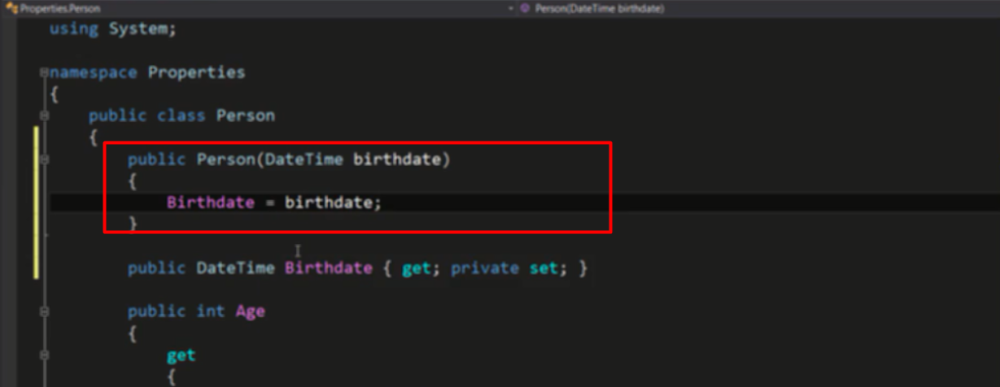 Properties.Person Person(DateTime birthdate)
using System;
namespace Properties
{
public class Person
{
public Person(DateTime birthdate)
{
Birthdate = birthdate;
}
public DateTime Birthdate { get; private set; }
public int Age
{
get
{